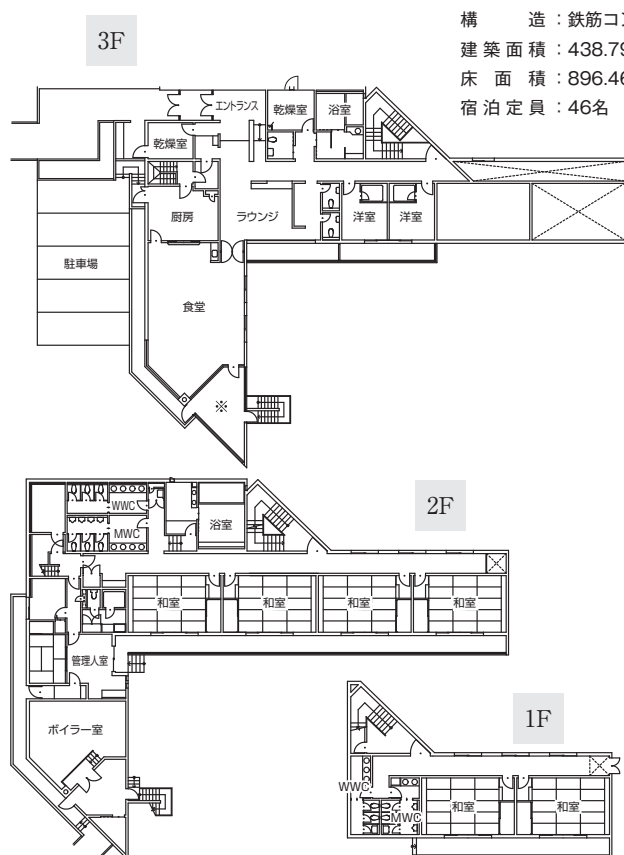 3F
構 造：鉄筋コン
建築面積：438.79
床 面 積：896.46
宿泊定員：46名
エントランス
乾燥室
浴室
乾燥室
厨房
ラウンジ
洋室
洋室
駐車場
食堂
※
2F
WWC
MWC
浴室
和室
和室
和室
和室
管理人室
ボイラー室
1F
WWC
MWC
和室
和室